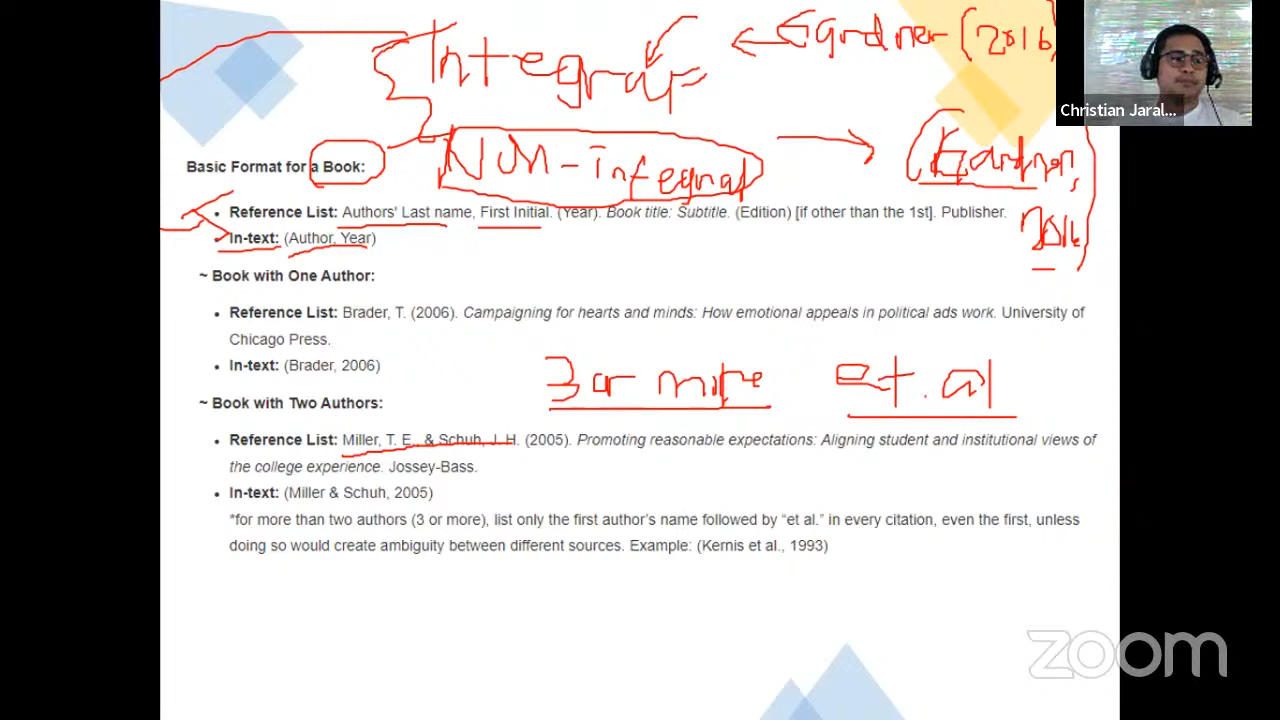 Integral ← Gardner (2016)
Christian Jaral...
Non-integral → (Gardner,
2016
Basic Format for a Book:
• Reference List: Authors' Last name, First Initial. (Year). Book title: Subtitle. (Edition) [if other than the 1st]. Publisher.
• In-text: (Author, Year)
~ Book with One Author:
• Reference List: Brader, T. (2006). Campaigning for hearts and minds: How emotional appeals in political ads work. University of
Chicago Press.
• In-text: (Brader, 2006)
3 or more et. al
~ Book with Two Authors:
• Reference List: Miller, T. E., & Schuh, J. H. (2005). Promoting reasonable expectations: Aligning student and institutional views of
the college experience. Jossey-Bass.
• In-text: (Miller & Schuh, 2005)
*for more than two authors (3 or more), list only the first author's name followed by “et al.” in every citation, even the first, unless
doing so would create ambiguity between different sources. Example: (Kernis et al., 1993)
zoom